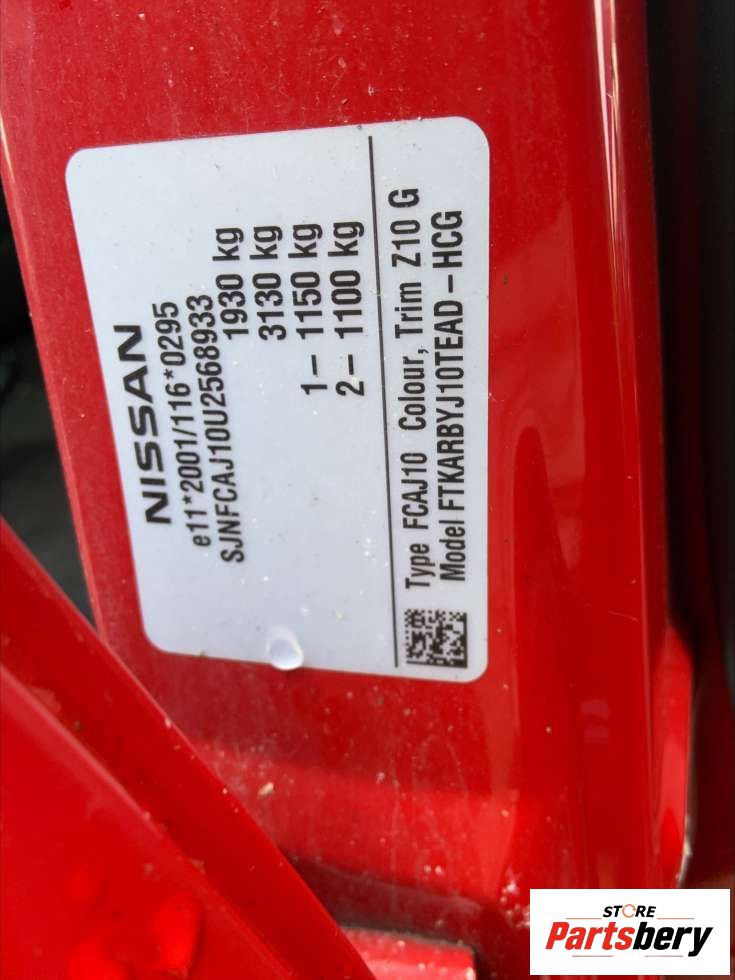 NISSAN
e11*2001/116*0295
SJNFCAJ10U2568933
1930 kg
3130 kg
1– 1150 kg
2– 1100 kg
Type FCAJ10 Colour, Trim Z10 G
Model FTKARBYJ10TEAD–HCG
STORE
Partsbery